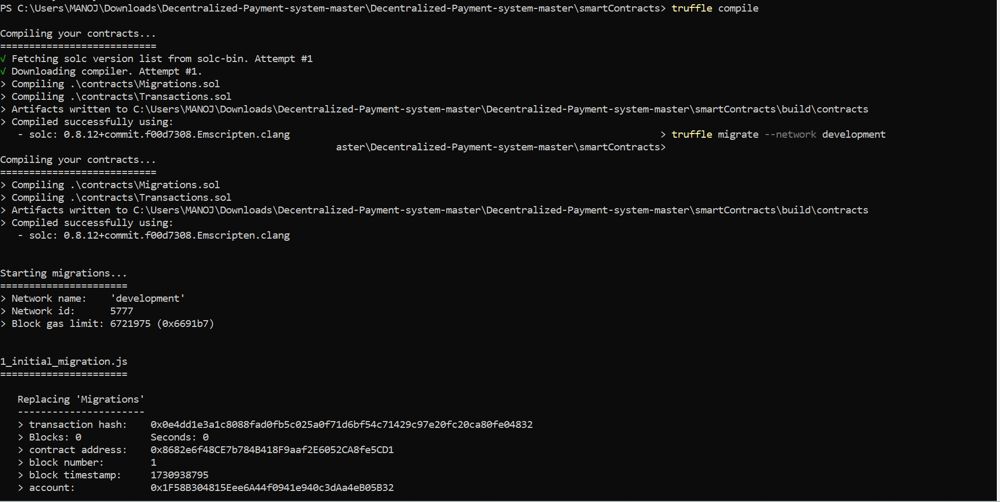 PS C:\Users\MANOJ\Downloads\Decentralized-Payment-system-master\Decentralized-Payment-system-master\smartContracts> truffle compile
Compiling your contracts...
===========================
√ Fetching solc version list from solc-bin. Attempt #1
√ Downloading compiler. Attempt #1.
> Compiling .\contracts\Migrations.sol
> Compiling .\contracts\Transactions.sol
> Artifacts written to C:\Users\MANOJ\Downloads\Decentralized-Payment-system-master\Decentralized-Payment-system-master\smartContracts\build\contracts
> Compiled successfully using:
   - solc: 0.8.12+commit.f00d7308.Emscripten.clang                                                                > truffle migrate --network development
                                                          aster\Decentralized-Payment-system-master\smartContracts>
Compiling your contracts...
===========================
> Compiling .\contracts\Migrations.sol
> Compiling .\contracts\Transactions.sol
> Artifacts written to C:\Users\MANOJ\Downloads\Decentralized-Payment-system-master\Decentralized-Payment-system-master\smartContracts\build\contracts
> Compiled successfully using:
   - solc: 0.8.12+commit.f00d7308.Emscripten.clang
Starting migrations...
======================
> Network name:    'development'
> Network id:      5777
> Block gas limit: 6721975 (0x6691b7)
1_initial_migration.js
======================
   Replacing 'Migrations'
   ----------------------
   > transaction hash:    0x0e4dd1e3a1c8088fad0fb5c025a0f71d6bf54c71429c97e20fc20ca80fe04832
   > Blocks: 0            Seconds: 0
   > contract address:    0x8682e6f48CE7b784B418F9aaf2E6052CA8fe5CD1
   > block number:        1
   > block timestamp:     1730938795
   > account:             0x1F58B304815Eee6A44f0941e940c3dAa4eB05B32